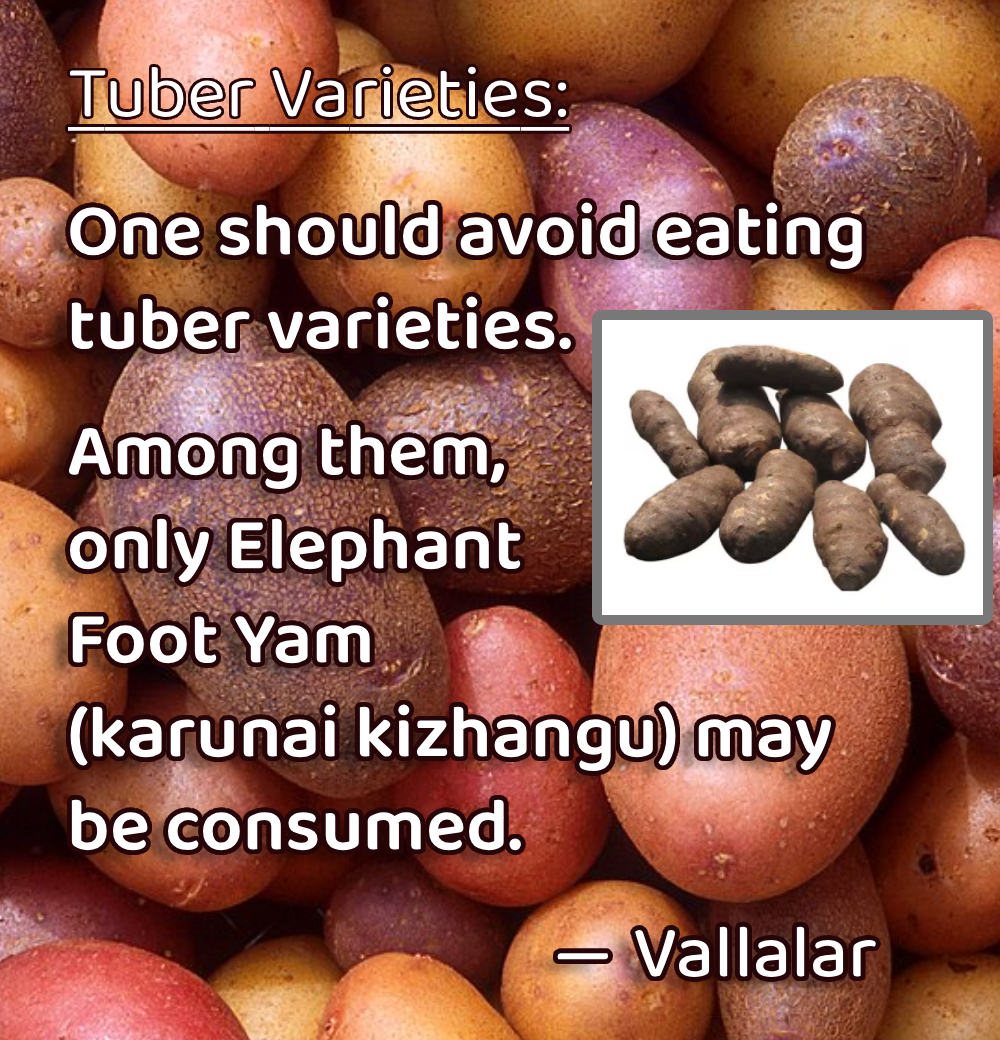 Tuber Varieties:
One should avoid eating
tuber varieties.
Among them,
only Elephant
Foot Yam
(karunai kizhangu) may
be consumed.
— Vallalar